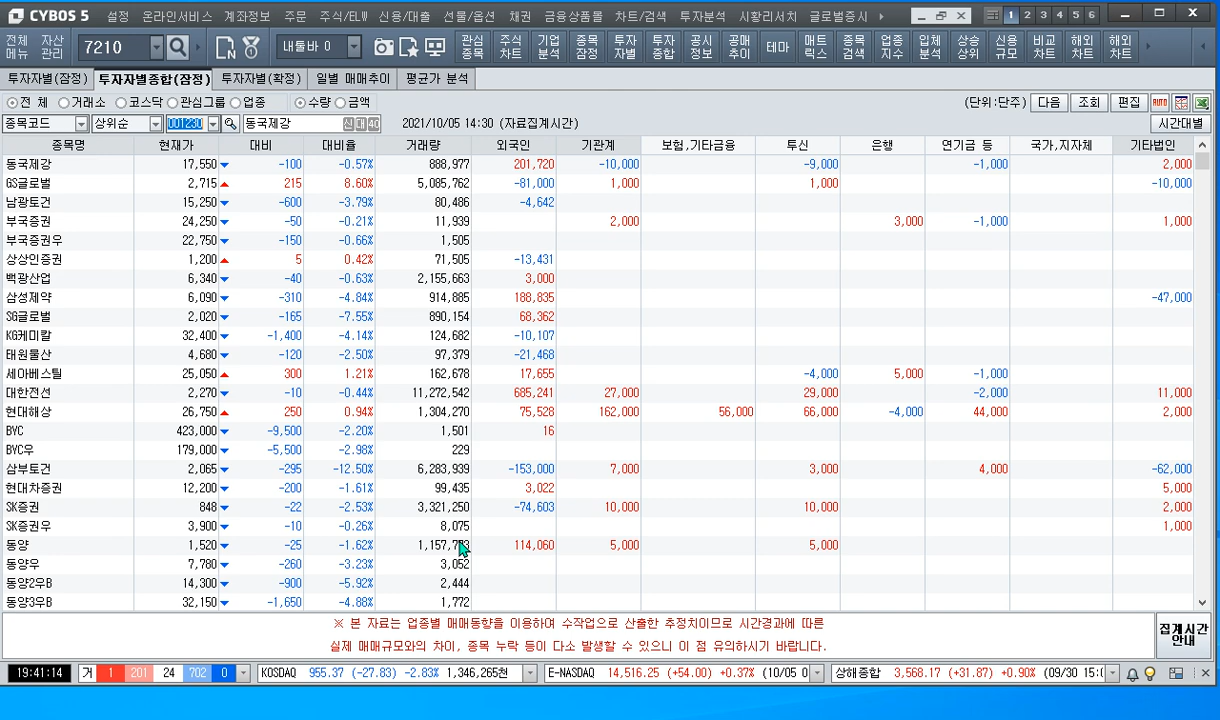 CYBOS 5 설정 온라인서비스 계좌정보 주문 주식/ELW 신용/대출 선물/옵션 채권 금융상품몰 차트/검색 투자분석 시황리서치 글로벌증시 1 2 3 4 5 6
전체메뉴 자산관리 7210 내툴바 0 관심종목 주식차트 기업분석 종목잠정 투자자별 투자종합 공시정보 공매추이 테마 매트릭스 종목검색 업종지수 입체분석 상승상위 신용규모 비교차트 해외차트 해외차트
투자자별(잠정) 투자자별종합(잠정) 투자자별(확정) 일별 매매추이 평균가 분석
전 체 거래소 코스닥 관심그룹 업종 수량 금액 (단위:단주) 다음 조회 편집 AUTO
종목코드 상위순 001230 동국제강 신 대 40 2021/10/05 14:30 (자료집계시간) 시간대별
종목명 현재가 대비 대비율 거래량 외국인 기관계 보험,기타금융 투신 은행 연기금 등 국가,지자체 기타법인
동국제강 17,550 -100 -0.57% 888,977 201,720 -10,000 -9,000 -1,000 2,000
GS글로벌 2,715 215 8.60% 5,085,762 -81,000 1,000 1,000 -10,000
남광토건 15,250 -600 -3.79% 80,486 -4,642
부국증권 24,250 -50 -0.21% 11,939 2,000 3,000 -1,000 1,000
부국증권우 22,750 -150 -0.66% 1,505
상상인증권 1,200 5 0.42% 71,505 -13,431
백광산업 6,340 -40 -0.63% 2,155,663 3,000
삼성제약 6,090 -310 -4.84% 914,885 188,835 -47,000
SG글로벌 2,020 -165 -7.55% 890,154 68,362
KG케미칼 32,400 -1,400 -4.14% 124,682 -10,107
태원물산 4,680 -120 -2.50% 97,379 -21,468
세아베스틸 25,050 300 1.21% 162,678 17,655 -4,000 5,000 -1,000
대한전선 2,270 -10 -0.44% 11,272,542 685,241 27,000 29,000 -2,000 11,000
현대해상 26,750 250 0.94% 1,304,270 75,528 162,000 56,000 66,000 -4,000 44,000 2,000
BYC 423,000 -9,500 -2.20% 1,501 16
BYC우 179,000 -5,500 -2.98% 229
삼부토건 2,065 -295 -12.50% 6,283,939 -153,000 7,000 3,000 4,000 -62,000
현대차증권 12,200 -200 -1.61% 99,435 3,022 5,000
SK증권 848 -22 -2.53% 3,321,250 -74,603 10,000 10,000 2,000
SK증권우 3,900 -10 -0.26% 8,075 1,000
동양 1,520 -25 -1.62% 114,060 5,000 5,000
동양우 7,780 -260 -3.23% 3,052
동양2우B 14,300 -900 -5.92% 2,444
동양3우B 32,150 -1,650 -4.88% 1,772
※ 본 자료는 업종별 매매동향을 이용하여 수작업으로 산출한 추정치이므로 시간경과에 따른
실제 매매규모와의 차이, 종목 누락 등이 다소 발생할 수 있으니 이 점 유의하시기 바랍니다.
집계시간
안내
19:41:14 거 1 201 24 702 0 KOSDAQ 955.37 (-27.83) -2.83% 1,346,265천 E-NASDAQ 14,516.25 (+54.00) +0.37% (10/05 0 상해종합 3,568.17 (+31.87) +0.90% (09/30 15:(